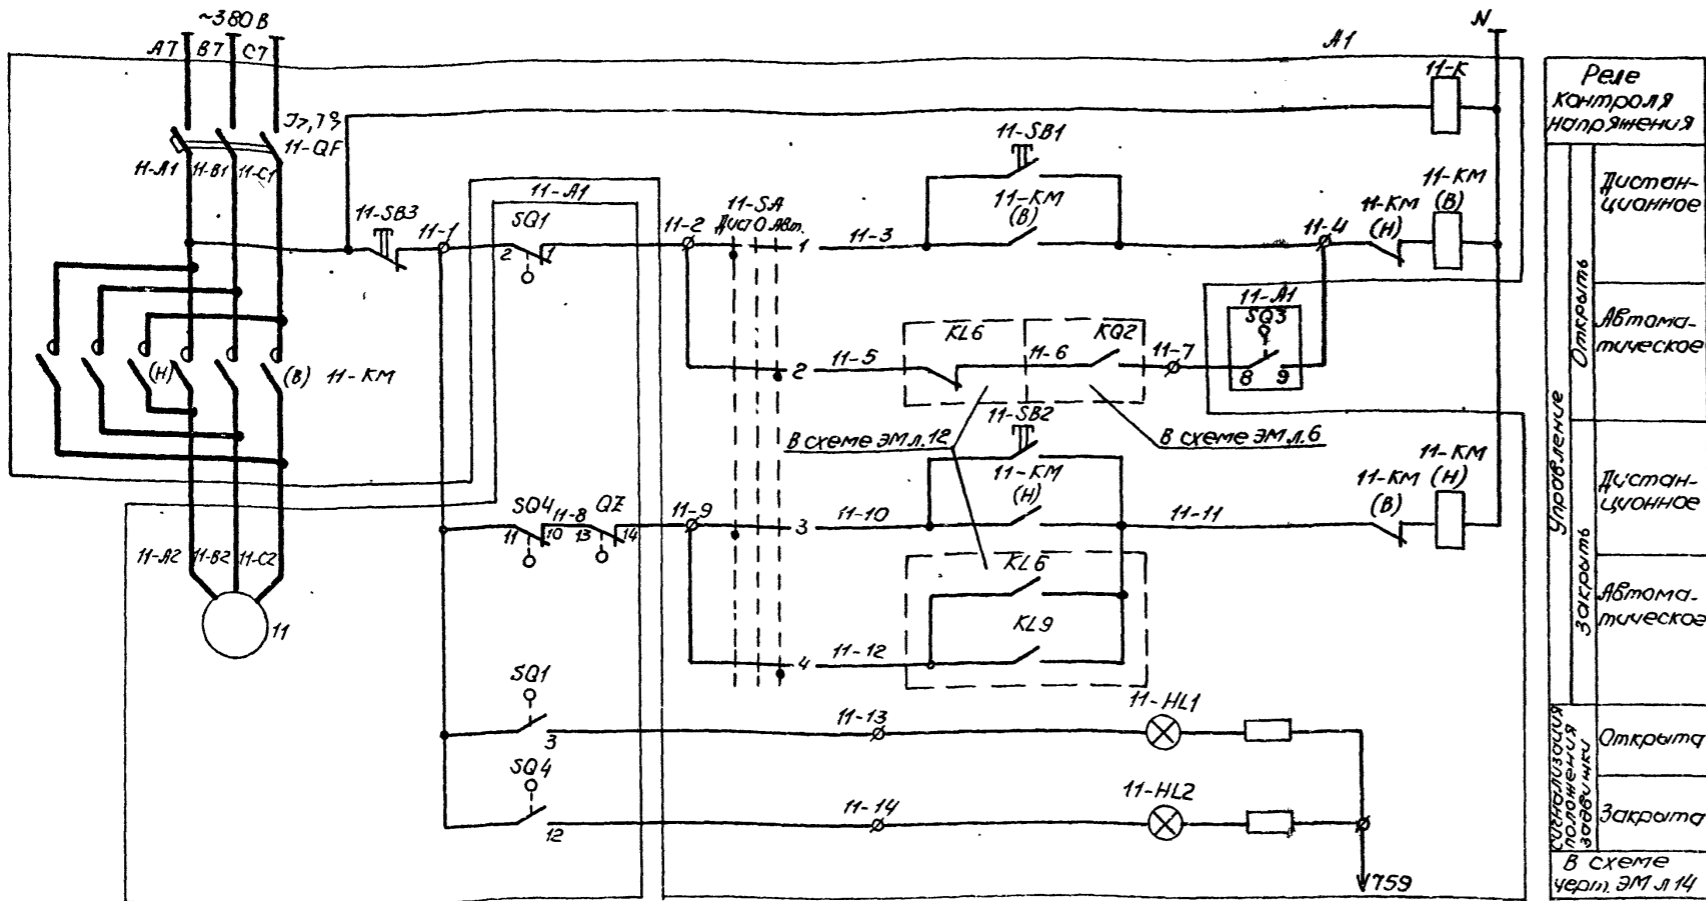 ~380 В
А7 В7 С7
N
А1
11-К
Реле
контроля
напряжения
11-QF
11-А1 11-В1 11-С1
11-SB1
11-КМ
(В)
11-SB3
11-1
11-А1
SQ1
2 1
11-2
11-SA
Дист О Авт.
1
11-3
11-4
11-КМ
(Н)
11-КМ
(В)
Дистан-
ционное
11-А1
SQ3
8 9
KL6
KQ2
2
11-5
11-6
11-7
Автома-
тическое
Открыть
Управление
(Н)
(В) 11-КМ
В схеме ЭМ л.12
В схеме ЭМ л.6
11-SB2
11-КМ
(Н)
SQ4
11-8
QZ
11 10 13 14
11-9
3
11-10
11-11
11-КМ
(В)
11-КМ
(Н)
Дистан-
ционное
11-А2 11-В2 11-С2
11
KL6
KL9
4
11-12
Автома-
тическое
Закрыть
SQ1
3
11-13
11-HL1
Открыта
SQ4
12
11-14
11-HL2
Закрыта
Сигнализация
положения
задвижки
759
В схеме
черт. ЭМ л 14